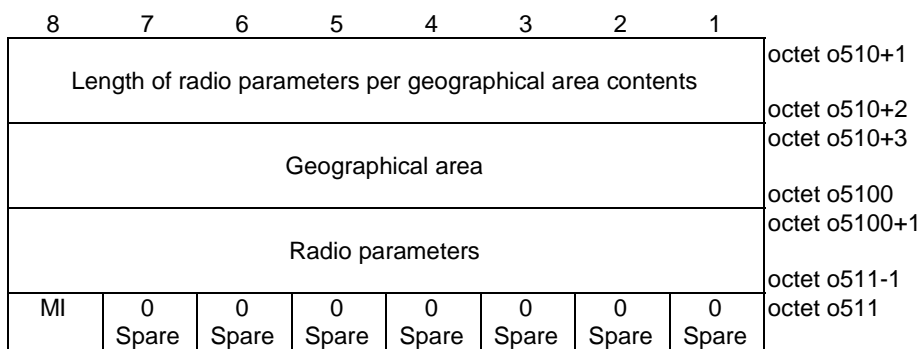 8 7 6 5 4 3 2 1
octet o510+1
Length of radio parameters per geographical area contents
octet o510+2
octet o510+3
Geographical area
octet o5100
octet o5100+1
Radio parameters
octet o511-1
MI 0 0 0 0 0 0 0 octet o511
Spare Spare Spare Spare Spare Spare Spare